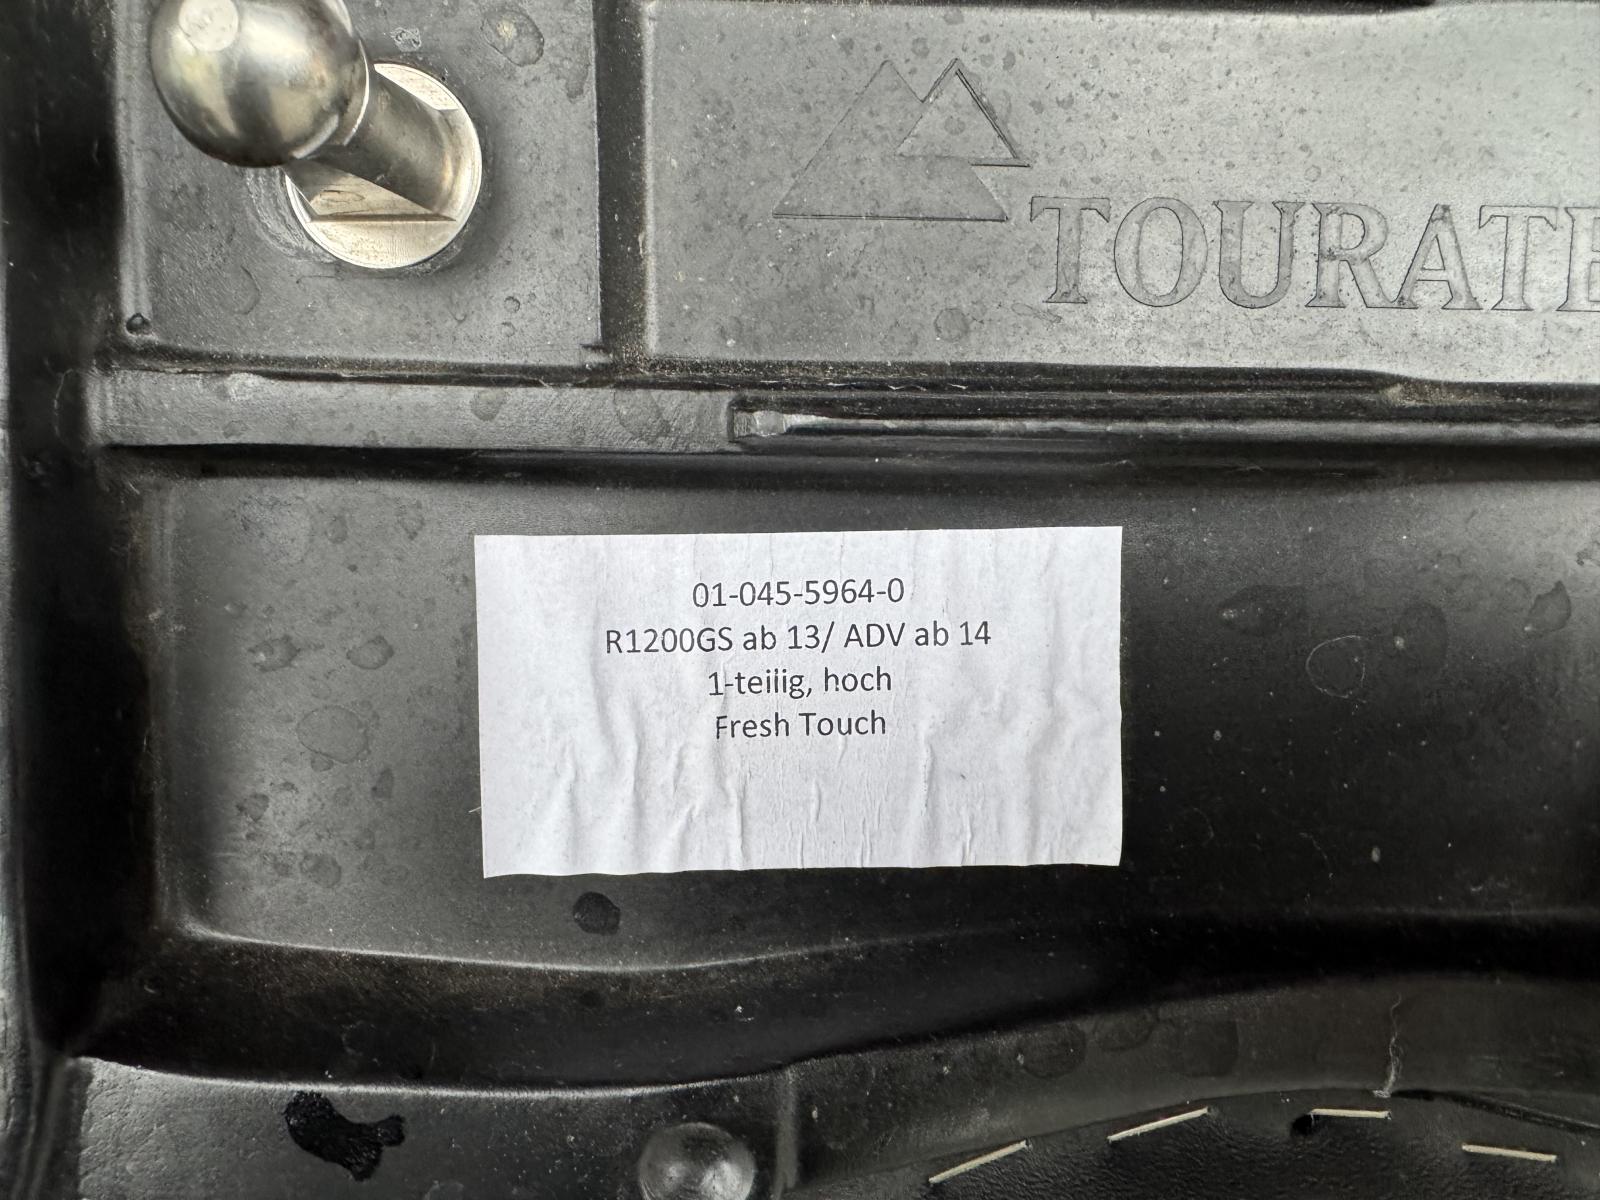 TOURATE
01-045-5964-0
R1200GS ab 13/ ADV ab 14
1-teilig, hoch
Fresh Touch